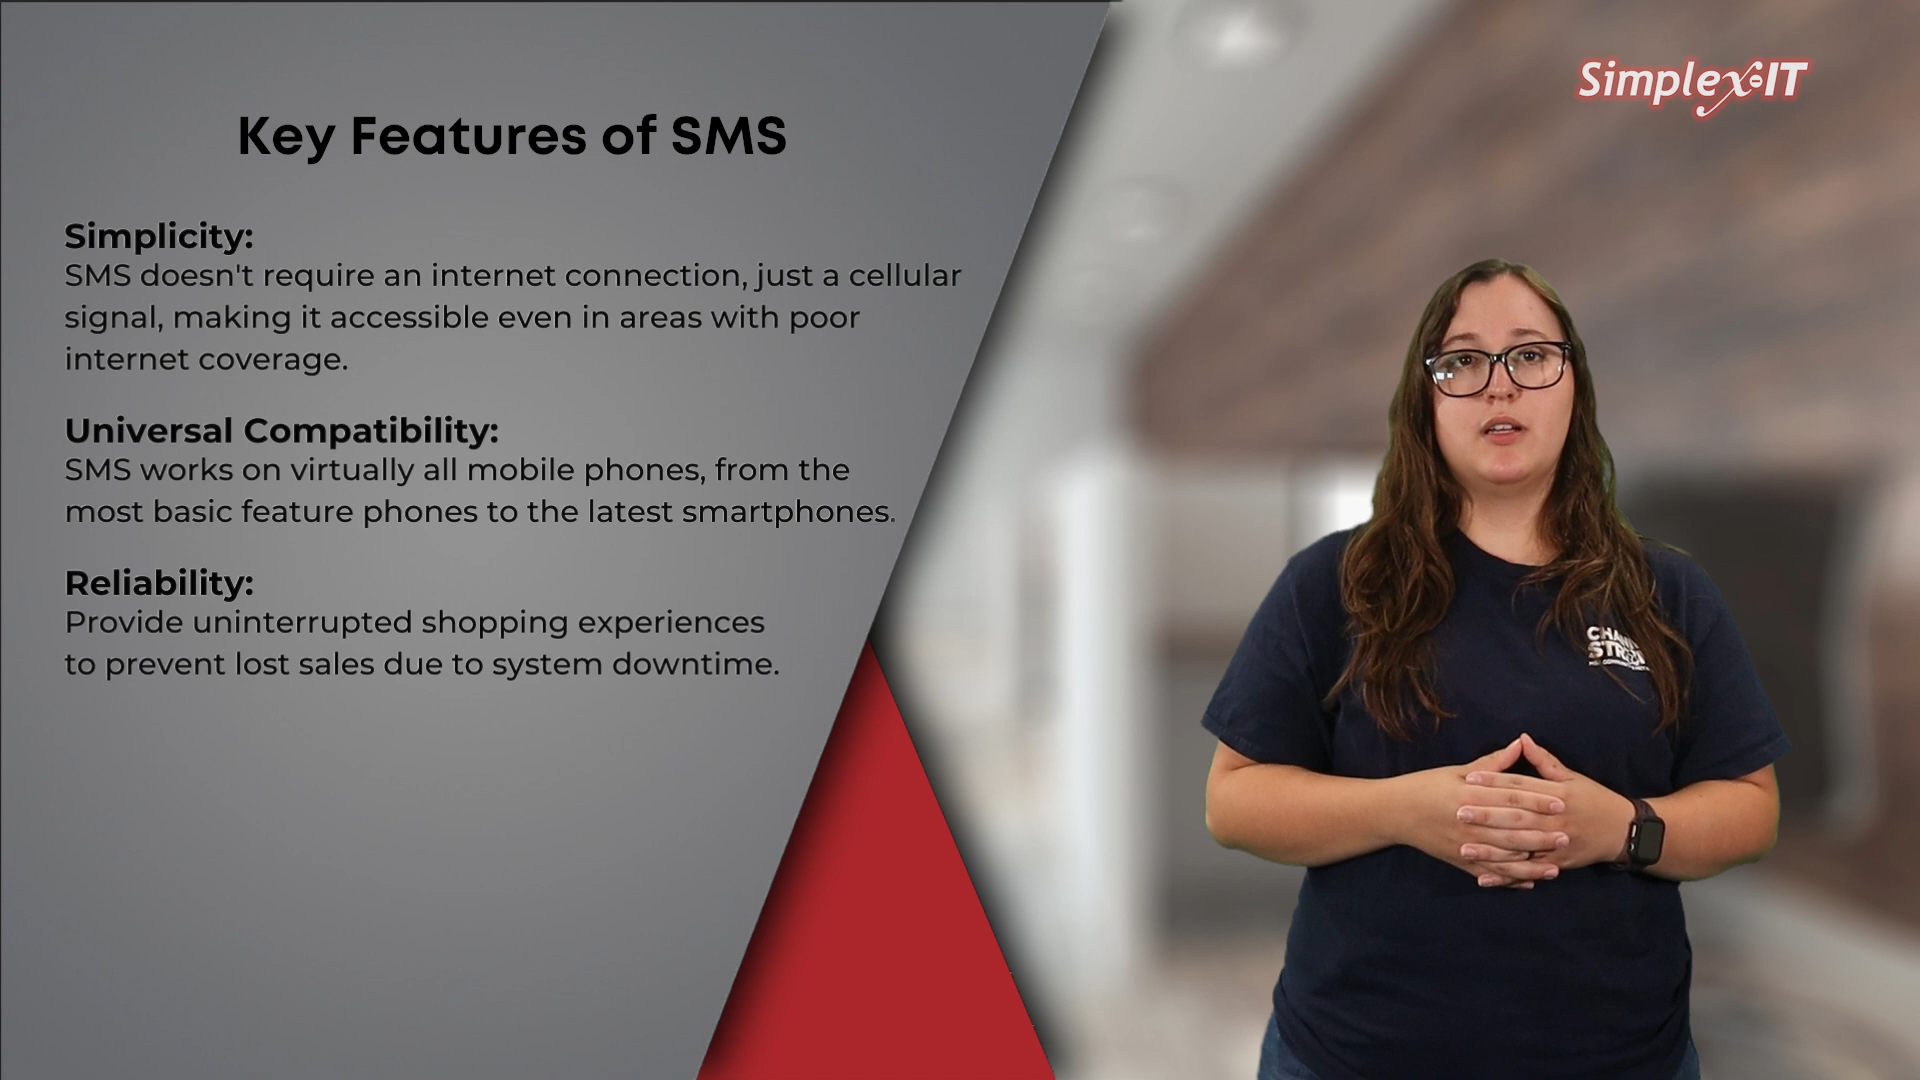 Simplex-IT
Key Features of SMS
Simplicity:
SMS doesn't require an internet connection, just a cellular
signal, making it accessible even in areas with poor
internet coverage.
Universal Compatibility:
SMS works on virtually all mobile phones, from the
most basic feature phones to the latest smartphones.
Reliability:
Provide uninterrupted shopping experiences
to prevent lost sales due to system downtime.